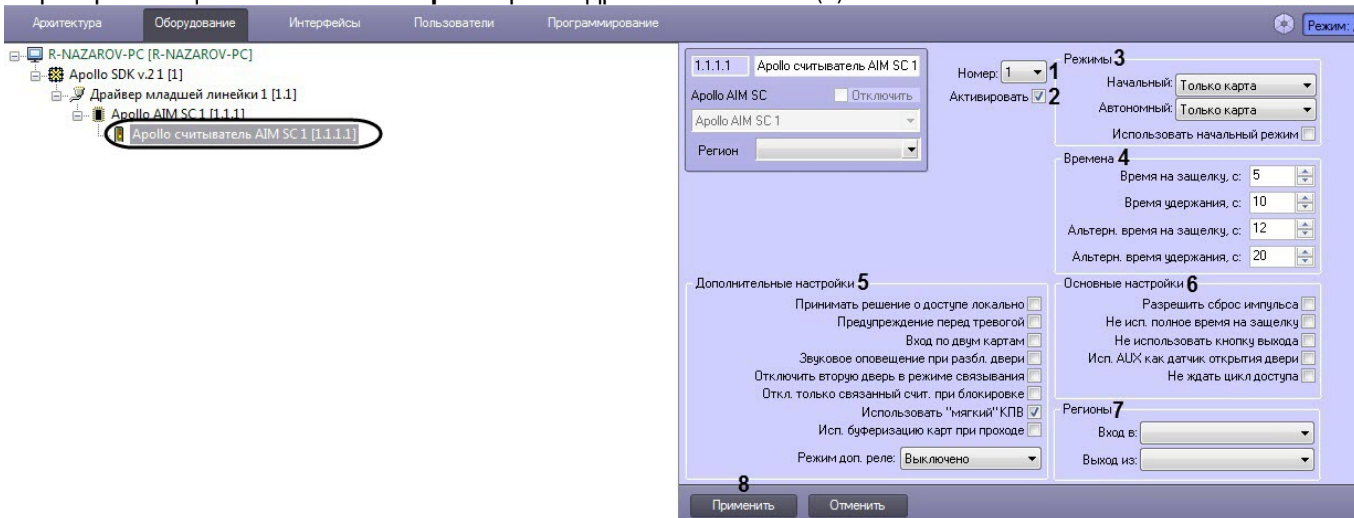 Архитектура Оборудование Интерфейсы Пользователи Программирование Режим:
R-NAZAROV-PC [R-NAZAROV-PC]
Apollo SDK v.2 1 [1]
Драйвер младшей линейки 1 [1.1]
Apollo AIM SC 1 [1.1.1]
Apollo считыватель AIM SC 1 [1.1.1.1]
1.1.1.1 Apollo считыватель AIM SC 1
Apollo AIM SC Отключить
Apollo AIM SC 1
Регион
Номер: 1 1
Активировать 2
Режимы 3
Начальный: Только карта
Автономный: Только карта
Использовать начальный режим
Времена 4
Время на защелку, с: 5
Время удержания, с: 10
Альтерн. время на защелку, с: 12
Альтерн. время удержания, с: 20
Дополнительные настройки 5
Принимать решение о доступе локально
Предупреждение перед тревогой
Вход по двум картам
Звуковое оповещение при разбл. двери
Отключить вторую дверь в режиме связывания
Откл. только связанный счит. при блокировке
Использовать "мягкий" КПВ
Исп. буферизацию карт при проходе
Режим доп. реле: Выключено
Основные настройки 6
Разрешить сброс импульса
Не исп. полное время на защелку
Не использовать кнопку выхода
Исп. AUX как датчик открытия двери
Не ждать цикл доступа
Регионы 7
Вход в:
Выход из:
8
Применить Отменить